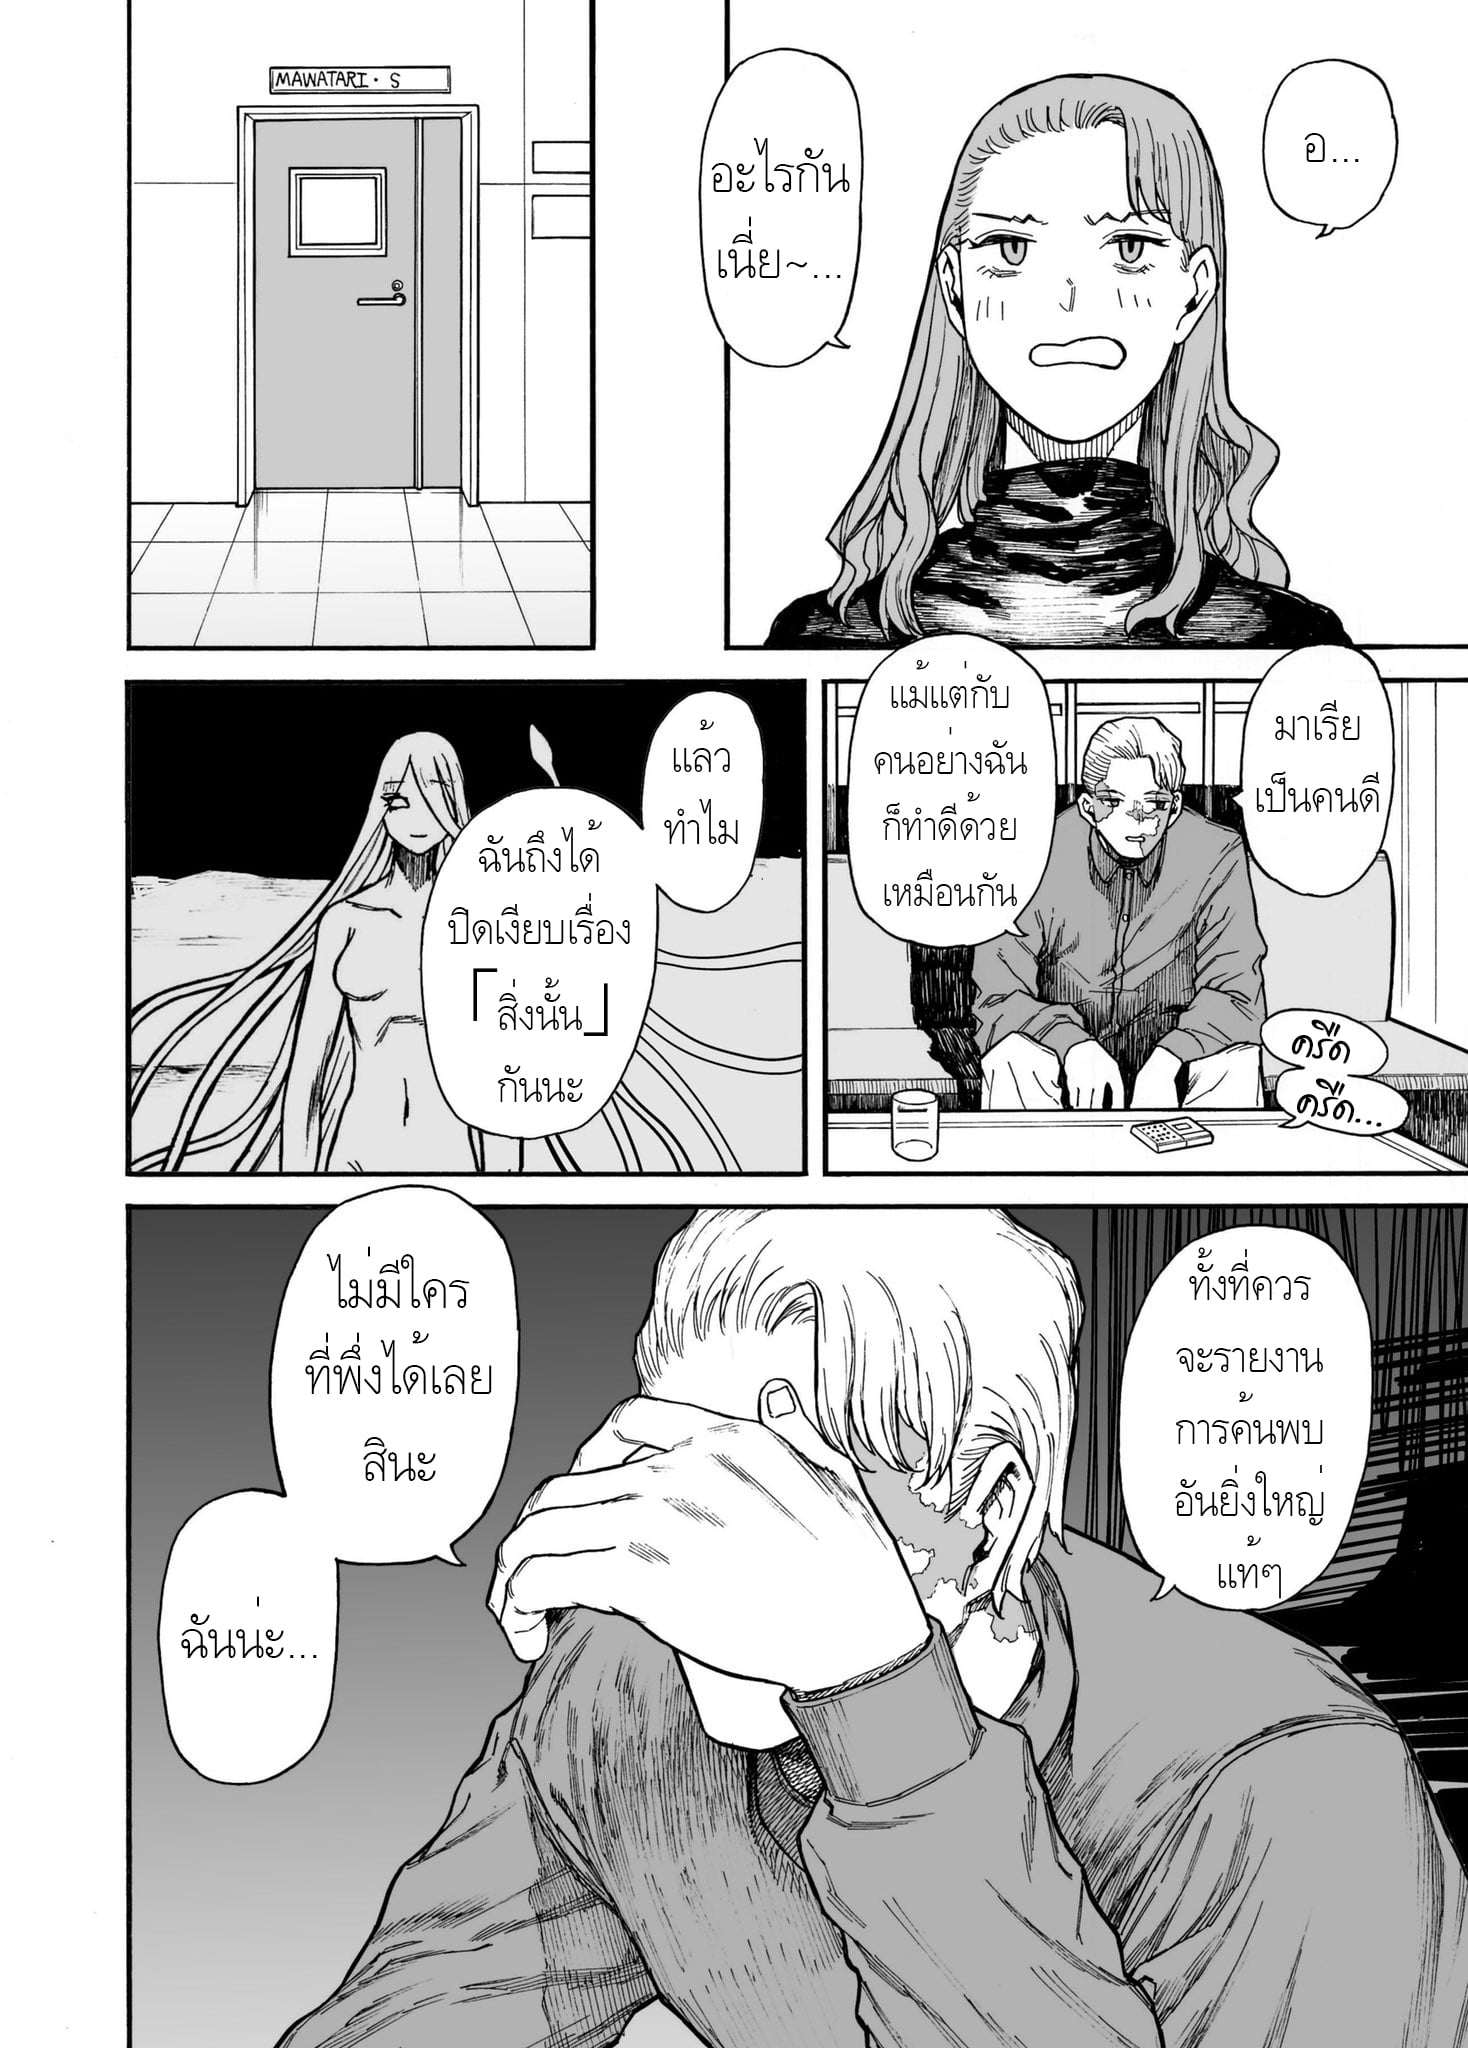 อ...
อะไรกัน
เนี่ย~...
MAWATARI・S
มาเรีย
เป็นคนดี
แม้แต่กับ
คนอย่างฉัน
ก็ทำดีด้วย
เหมือนกัน
ครืด
ครืด...
แล้ว
ทำไม
ฉันถึงได้
ปิดเงียบเรื่อง
「สิ่งนั้น」
กันนะ
ทั้งที่ควร
จะรายงาน
การค้นพบ
อันยิ่งใหญ่
แท้ๆ
ไม่มีใคร
ที่พึ่งได้เลย
สินะ
ฉันน่ะ...